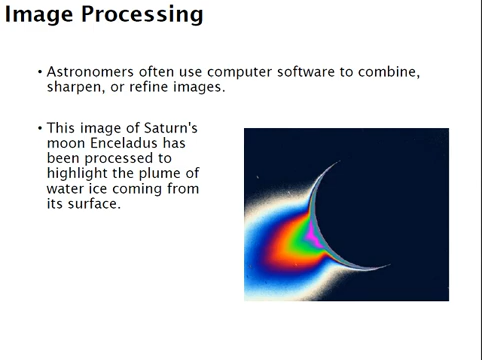 Image Processing
• Astronomers often use computer software to combine,
sharpen, or refine images.
• This image of Saturn's
moon Enceladus has
been processed to
highlight the plume of
water ice coming from
its surface.